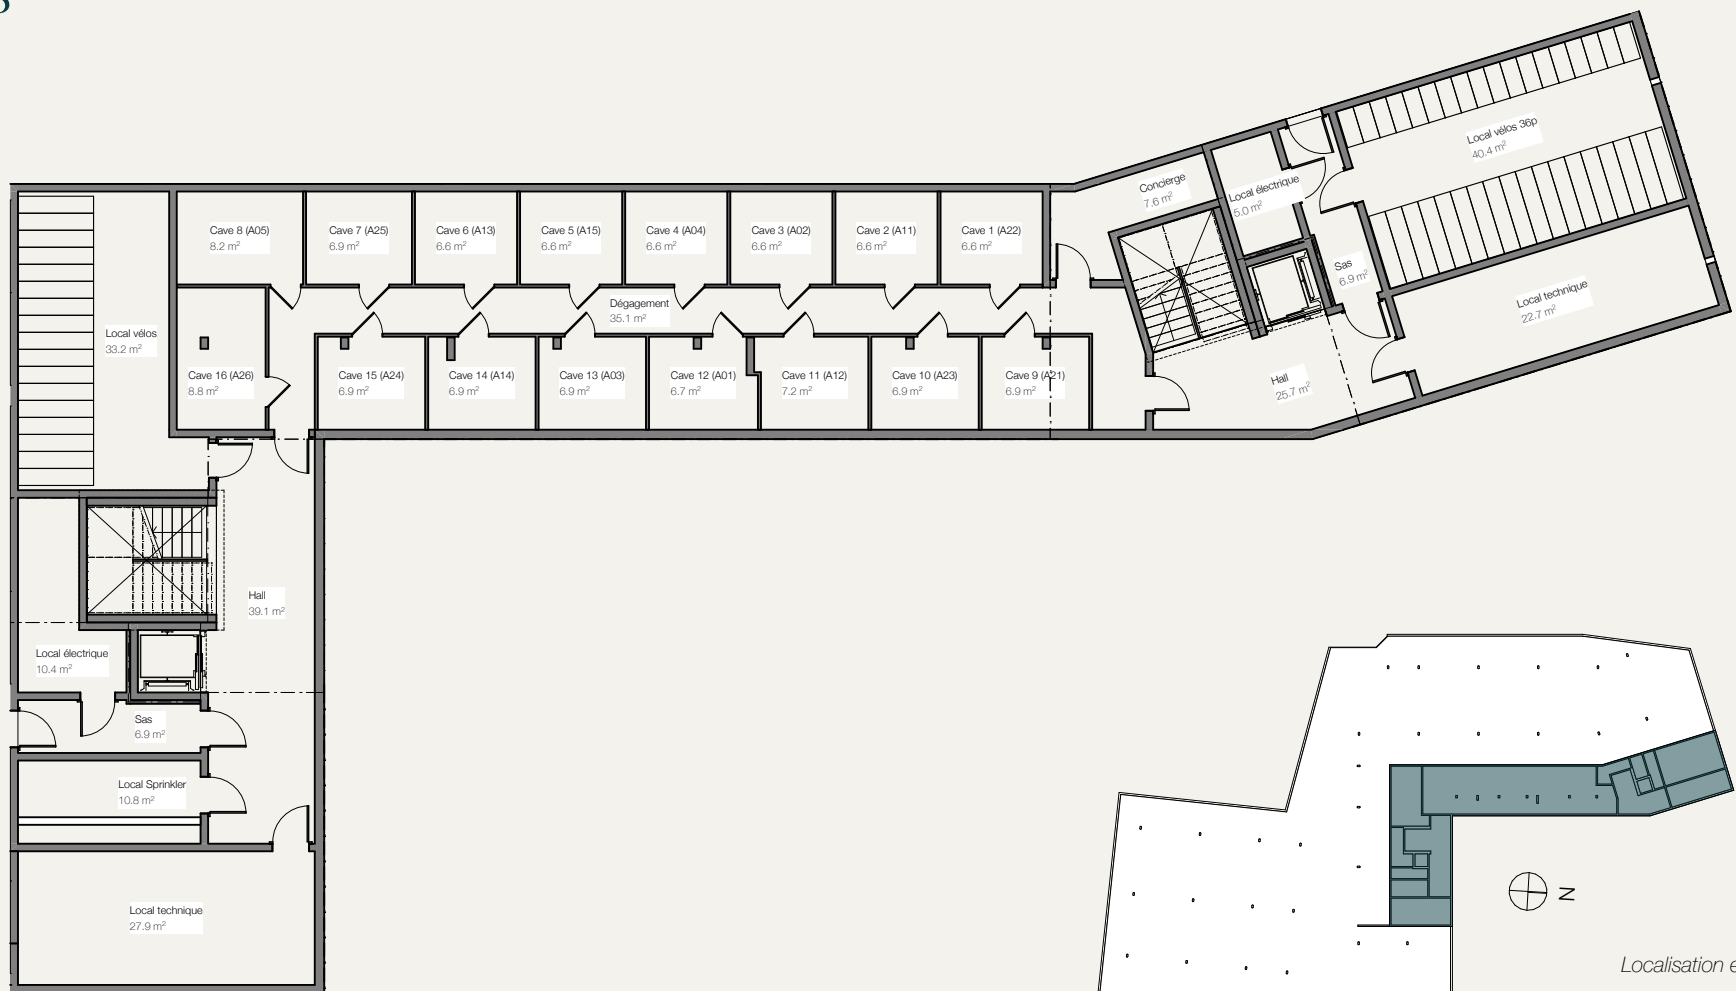 Local vélos 36p
40.4 m²
Concierge
7.6 m²
Local électrique
5.0 m²
Cave 8 (A05)
8.2 m²
Cave 7 (A25)
6.9 m²
Cave 6 (A13)
6.6 m²
Cave 5 (A15)
6.6 m²
Cave 4 (A04)
6.6 m²
Cave 3 (A02)
6.6 m²
Cave 2 (A11)
6.6 m²
Cave 1 (A22)
6.6 m²
Sas
6.9 m²
Local technique
22.7 m²
Dégagement
35.1 m²
Local vélos
33.2 m²
Cave 16 (A26)
8.8 m²
Cave 15 (A24)
6.9 m²
Cave 14 (A14)
6.9 m²
Cave 13 (A03)
6.9 m²
Cave 12 (A01)
6.7 m²
Cave 11 (A12)
7.2 m²
Cave 10 (A23)
6.9 m²
Cave 9 (A21)
6.9 m²
Hall
25.7 m²
Hall
39.1 m²
Local électrique
10.4 m²
Sas
6.9 m²
Local Sprinkler
10.8 m²
Local technique
27.9 m²
N
Localisation